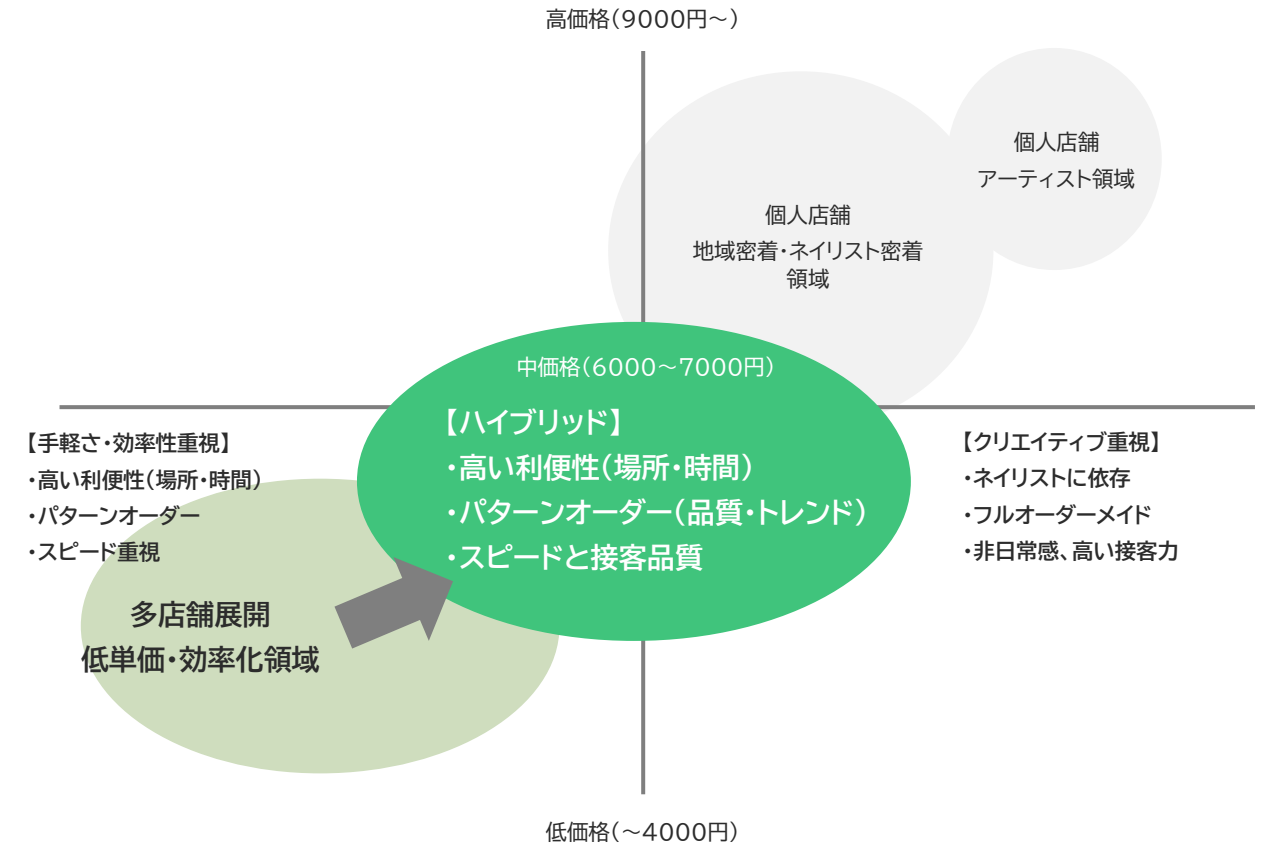 高価格(9000円～)
個人店舗
アーティスト領域
個人店舗
地域密着・ネイリスト密着
領域
中価格(6000～7000円)
【ハイブリッド】
・高い利便性(場所・時間)
・パターンオーダー(品質・トレンド)
・スピードと接客品質
【手軽さ・効率性重視】
・高い利便性(場所・時間)
・パターンオーダー
・スピード重視
【クリエイティブ重視】
・ネイリストに依存
・フルオーダーメイド
・非日常感、高い接客力
多店舗展開
低単価・効率化領域
低価格(～4000円)